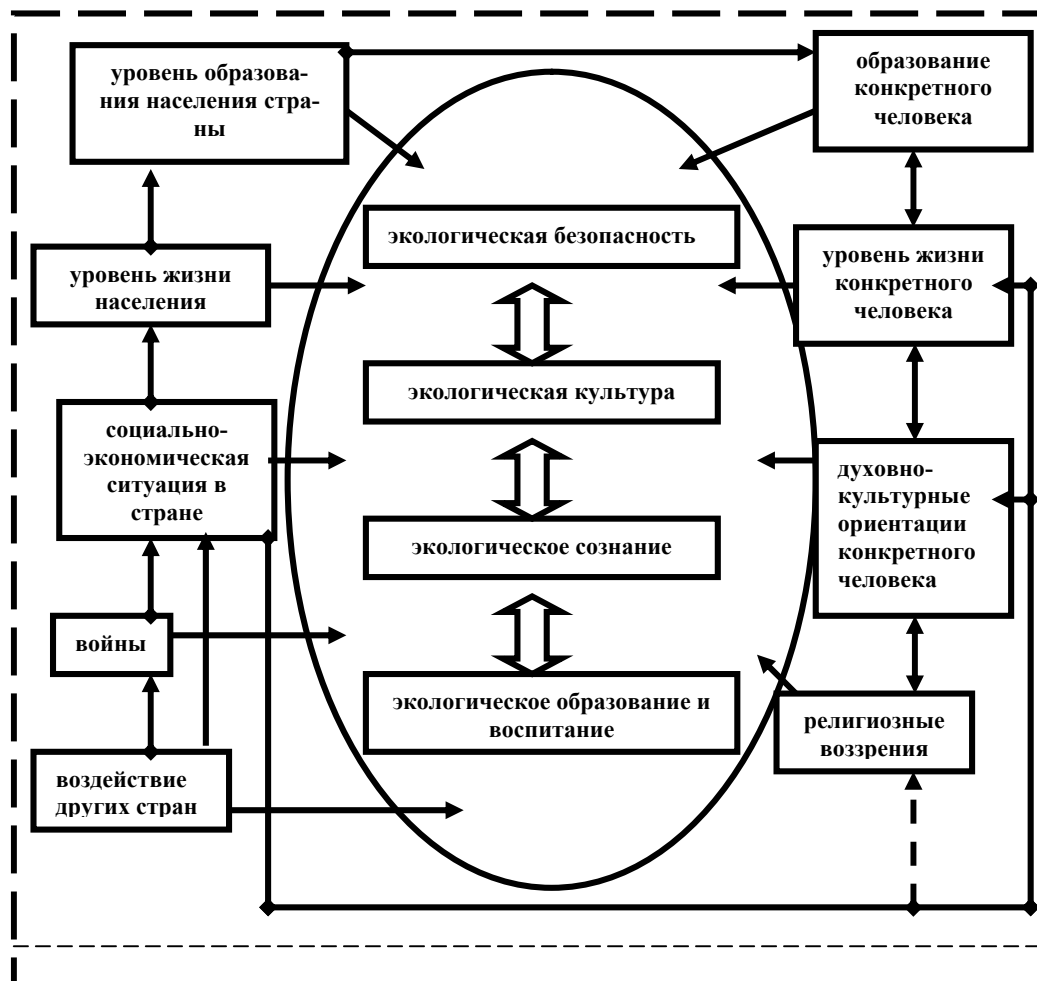 уровень образова-
ния населения стра-
ны
образование
конкретного
человека
экологическая безопасность
уровень жизни
населения
уровень жизни
конкретного
человека
экологическая культура
социально-
экономическая
ситуация в
стране
духовно-
культурные
ориентации
конкретного
человека
экологическое сознание
войны
экологическое образование и
воспитание
религиозные
воззрения
воздействие
других стран